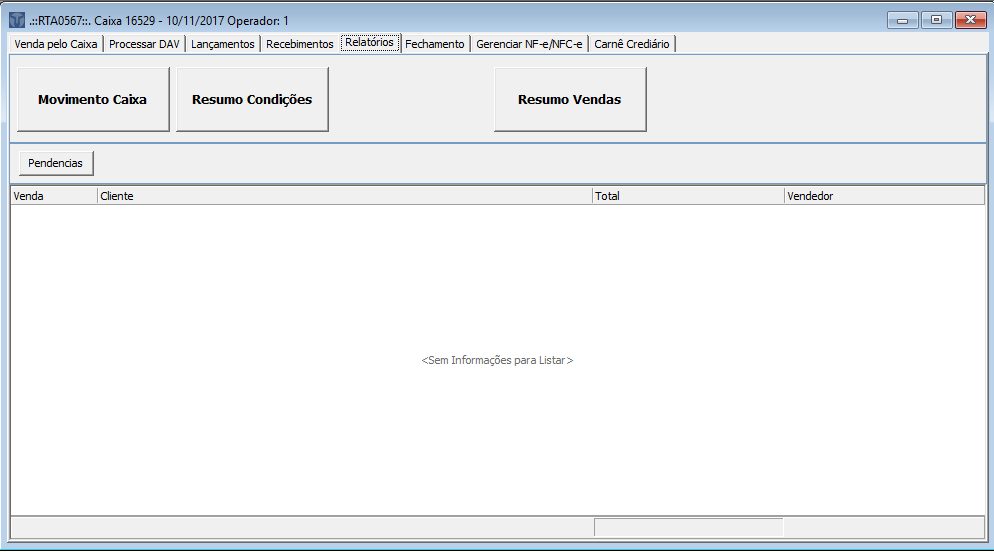 .::RTA0567::. Caixa 16529 - 10/11/2017 Operador: 1
Venda pelo Caixa Processar DAV Lançamentos Recebimentos Relatórios Fechamento Gerenciar NF-e/NFC-e Carnê Crediário
Movimento Caixa Resumo Condições Resumo Vendas
Pendencias
Venda Cliente Total Vendedor
<Sem Informações para Listar>